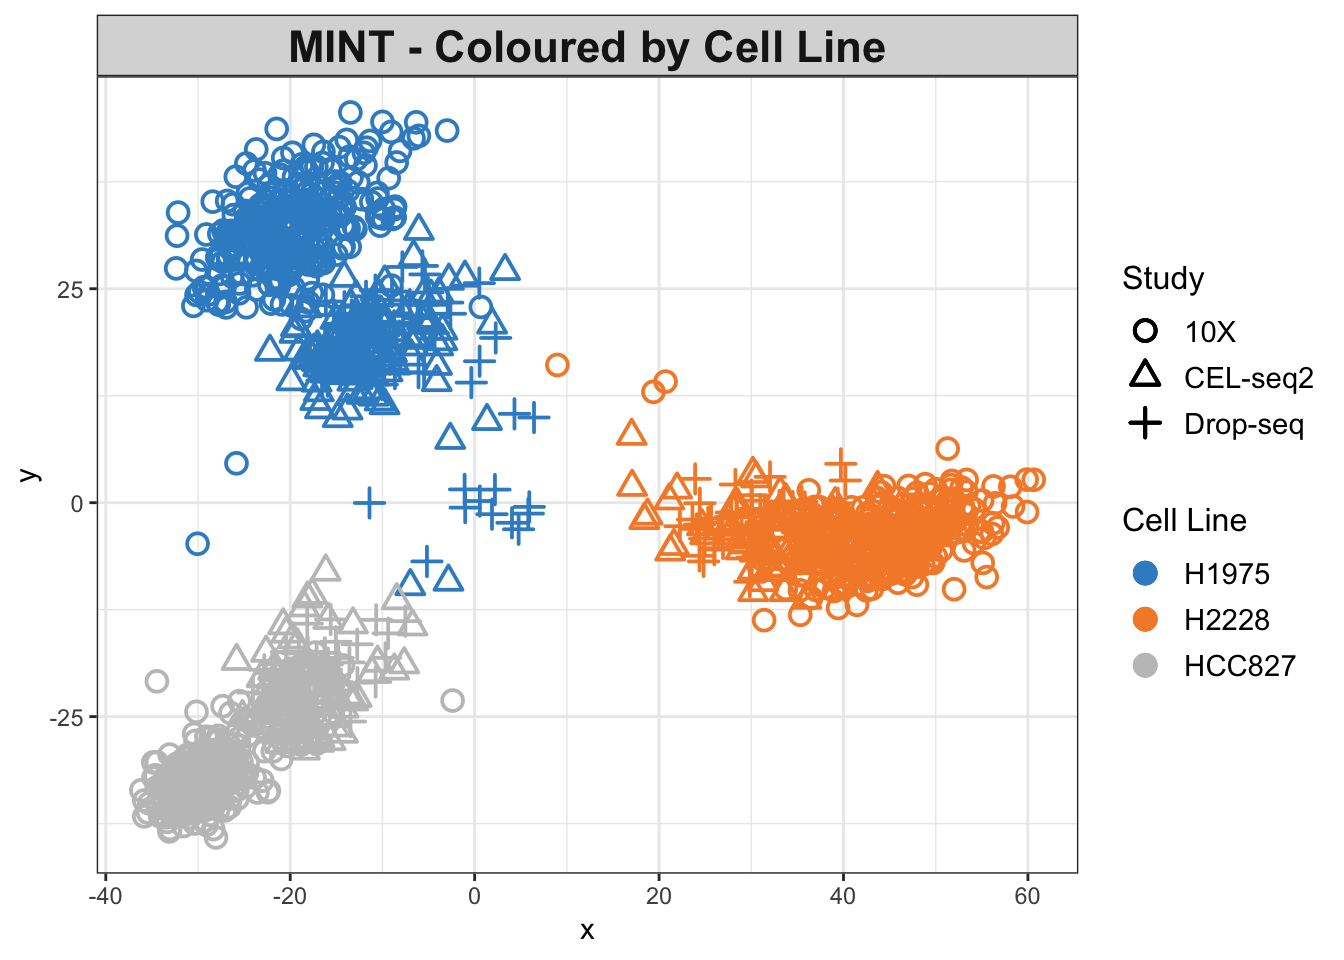 MINT - Coloured by Cell Line
25
0
-25
-40
-20
0
20
40
60
x
y
Study
10X
CEL-seq2
Drop-seq
Cell Line
H1975
H2228
HCC827